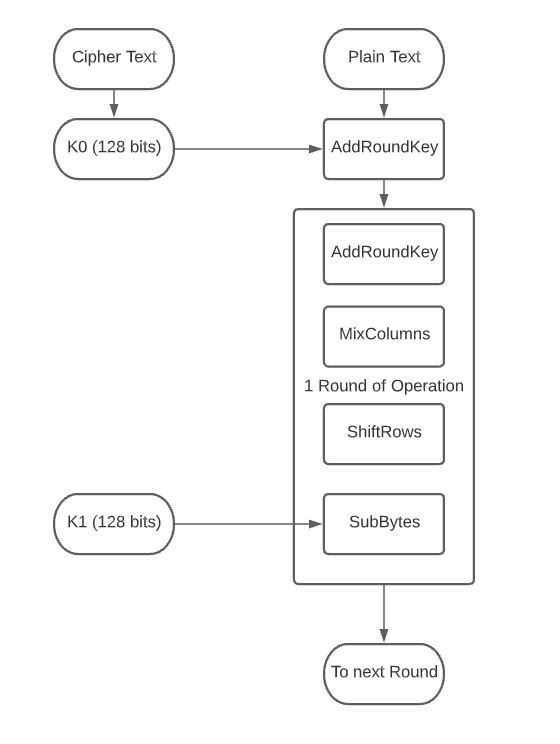 Cipher Text
Plain Text
K0 (128 bits)
AddRoundKey
AddRoundKey
MixColumns
1 Round of Operation
ShiftRows
K1 (128 bits)
SubBytes
To next Round